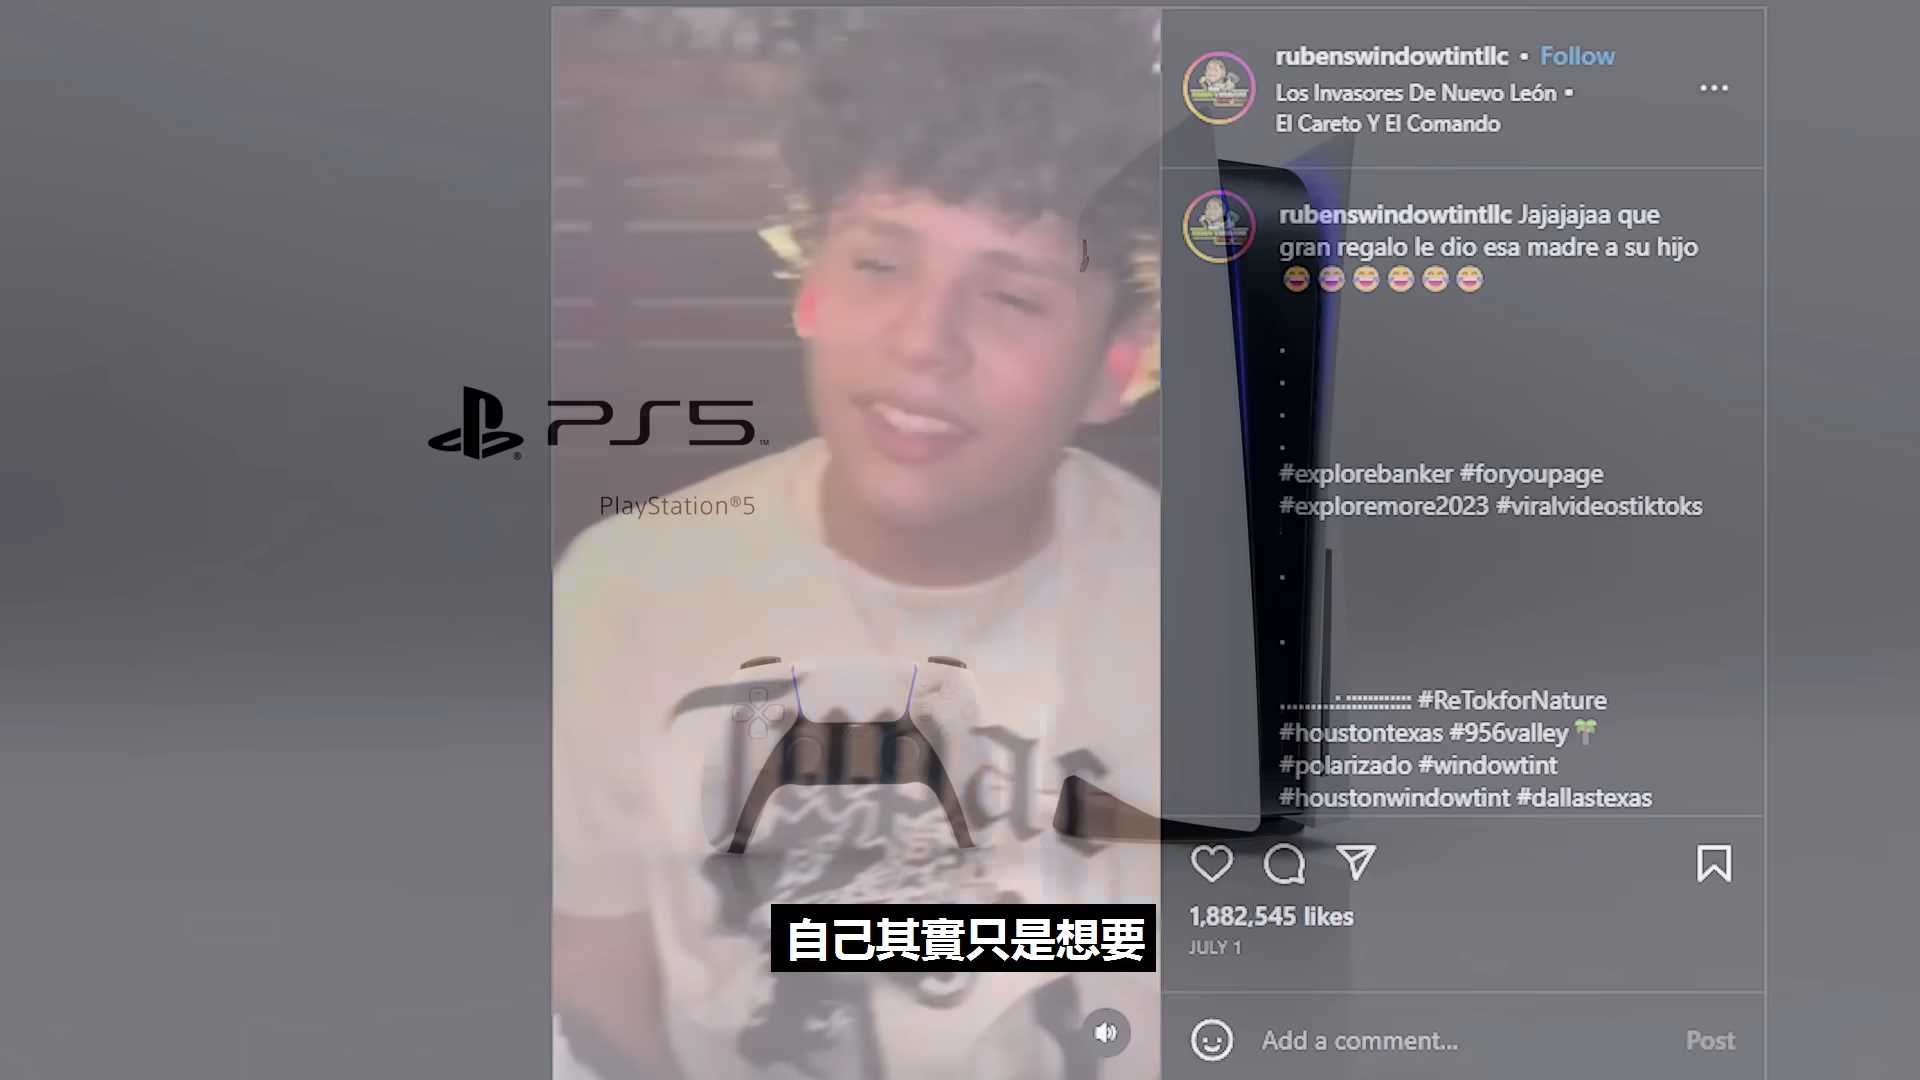 rubenswindowtintllc • Follow
Los Invasores De Nuevo León •
El Careto Y El Comando
rubenswindowtintllc Jajajajaa que
gran regalo le dio esa madre a su hijo
😂😂😂😂😂😂
.
.
.
.
#explorebanker #foryoupage
#exploremore2023 #viralvideostiktoks
.
.
#ReTokforNature
#houstontexas #956valley🌴
#polarizado #windowtint
#houstonwindowtint #dallastexas
PS5™
PlayStation®5
自己其實只是想要
1,882,545 likes
JULY 1
Add a comment... Post